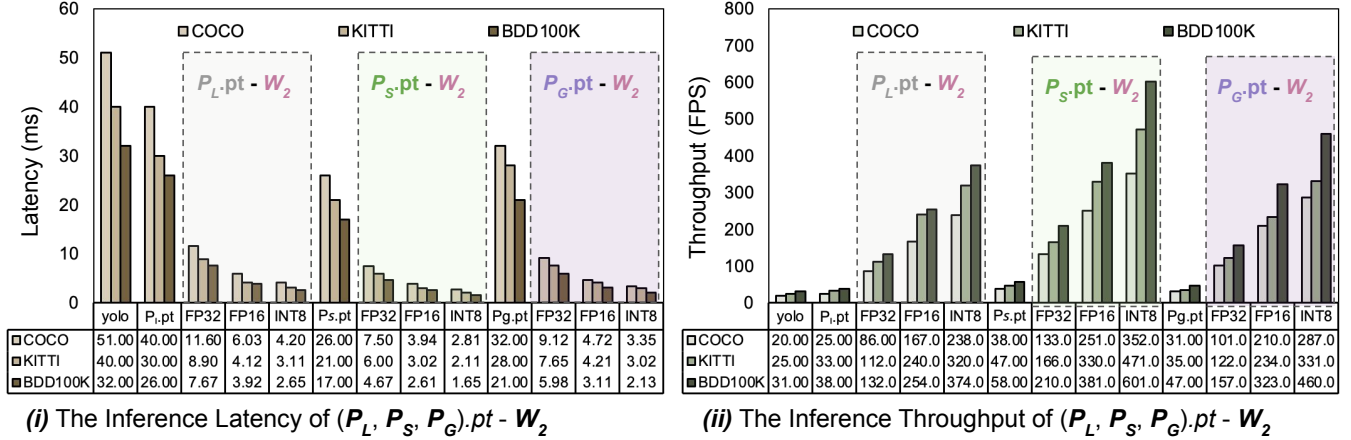 60
50
40
30
20
10
0
Latency (ms)
COCO KITTI BDD100K
P_L.pt - W_2 P_S.pt - W_2 P_G.pt - W_2
yolo P_l.pt FP32 FP16 INT8 Ps.pt FP32 FP16 INT8 Pg.pt FP32 FP16 INT8
COCO 51.00 40.00 11.60 6.03 4.20 26.00 7.50 3.94 2.81 32.00 9.12 4.72 3.35
KITTI 40.00 30.00 8.90 4.12 3.11 21.00 6.00 3.02 2.11 28.00 7.65 4.21 3.02
BDD100K 32.00 26.00 7.67 3.92 2.65 17.00 4.67 2.61 1.65 21.00 5.98 3.11 2.13
(i) The Inference Latency of (P_L, P_S, P_G).pt - W_2
800
700
600
500
400
300
200
100
0
Throughput (FPS)
COCO KITTI BDD100K
P_L.pt - W_2 P_S.pt - W_2 P_G.pt - W_2
yolo P_l.pt FP32 FP16 INT8 Ps.pt FP32 FP16 INT8 Pg.pt FP32 FP16 INT8
COCO 20.00 25.00 86.00 167.0 238.0 38.00 133.0 251.0 352.0 31.00 101.0 210.0 287.0
KITTI 25.00 33.00 112.0 240.0 320.0 47.00 166.0 330.0 471.0 35.00 122.0 234.0 331.0
BDD100K 31.00 38.00 132.0 254.0 374.0 58.00 210.0 381.0 601.0 47.00 157.0 323.0 460.0
(ii) The Inference Throughput of (P_L, P_S, P_G).pt - W_2